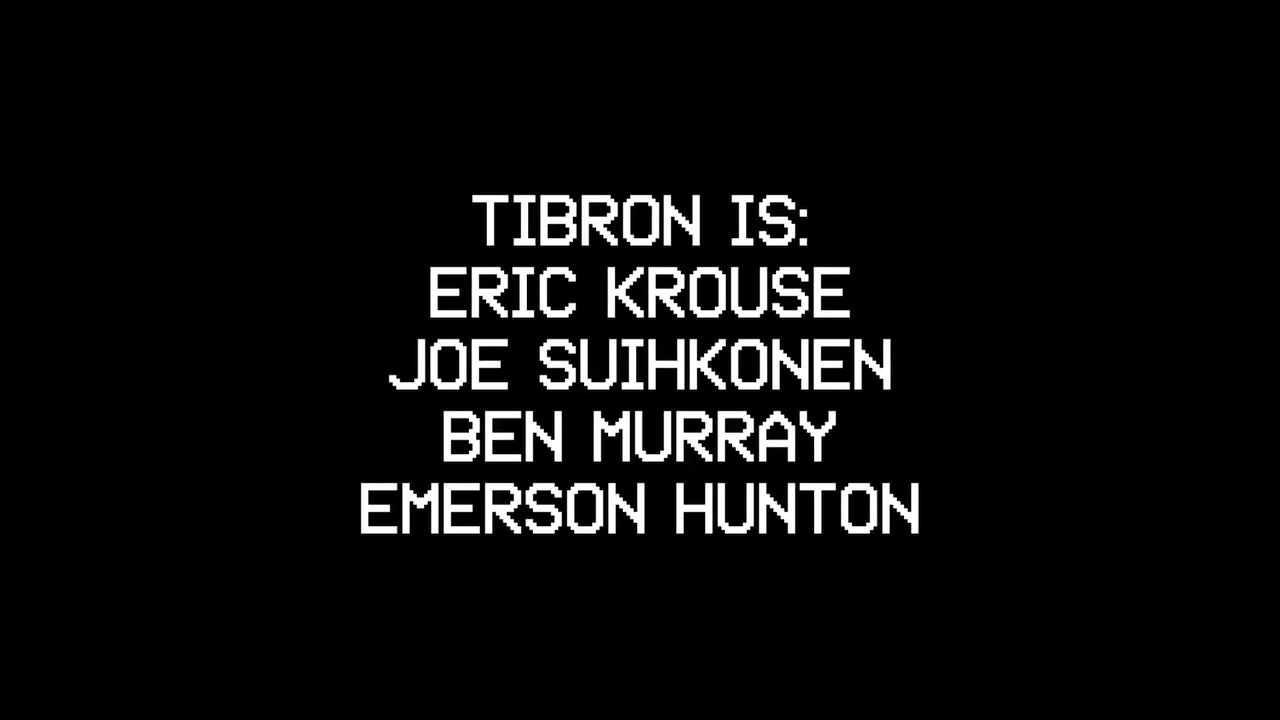 TIBRON IS:
ERIC KROUSE
JOE SUIHKONEN
BEN MURRAY
EMERSON HUNTON